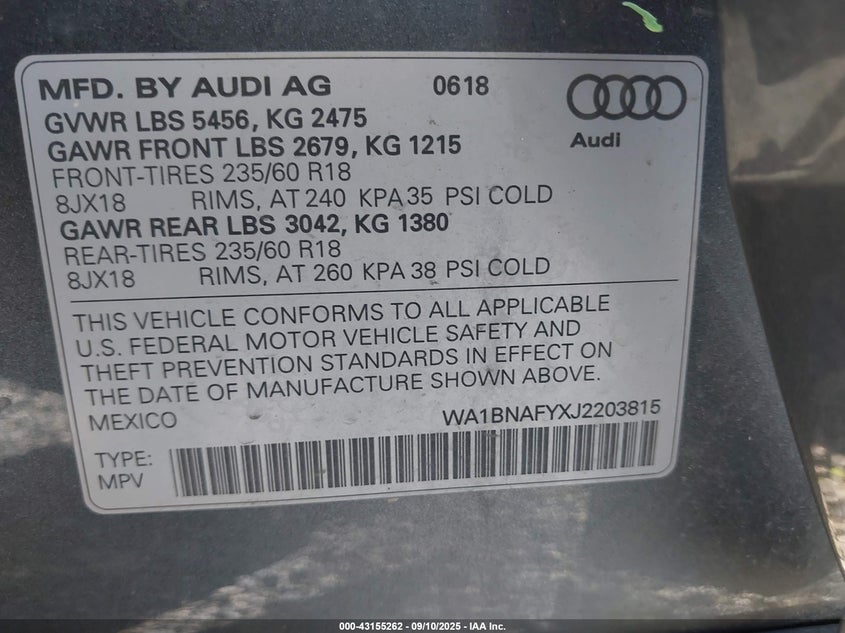 MFD. BY AUDI AG 0618
GVWR LBS 5456, KG 2475
GAWR FRONT LBS 2679, KG 1215
Audi
FRONT-TIRES 235/60 R18
8JX18 RIMS, AT 240 KPA 35 PSI COLD
GAWR REAR LBS 3042, KG 1380
REAR-TIRES 235/60 R18
8JX18 RIMS, AT 260 KPA 38 PSI COLD
THIS VEHICLE CONFORMS TO ALL APPLICABLE
U.S. FEDERAL MOTOR VEHICLE SAFETY AND
THEFT PREVENTION STANDARDS IN EFFECT ON
THE DATE OF MANUFACTURE SHOWN ABOVE.
MEXICO WA1BNAFYXJ2203815
TYPE:
MPV
000-43155262 - 09/10/2025 - IAA Inc.